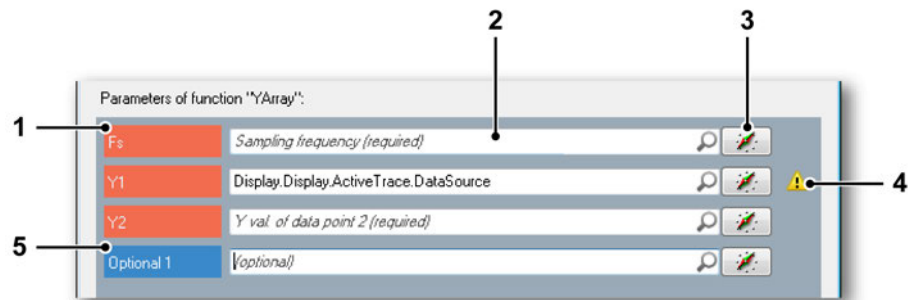 2 3
Parameters of function "YArray":
1
Fs Sampling frequency (required)
Y1 Display.Display.ActiveTrace.DataSource
4
Y2 Y val. of data point 2 (required)
5
Optional 1 (optional)